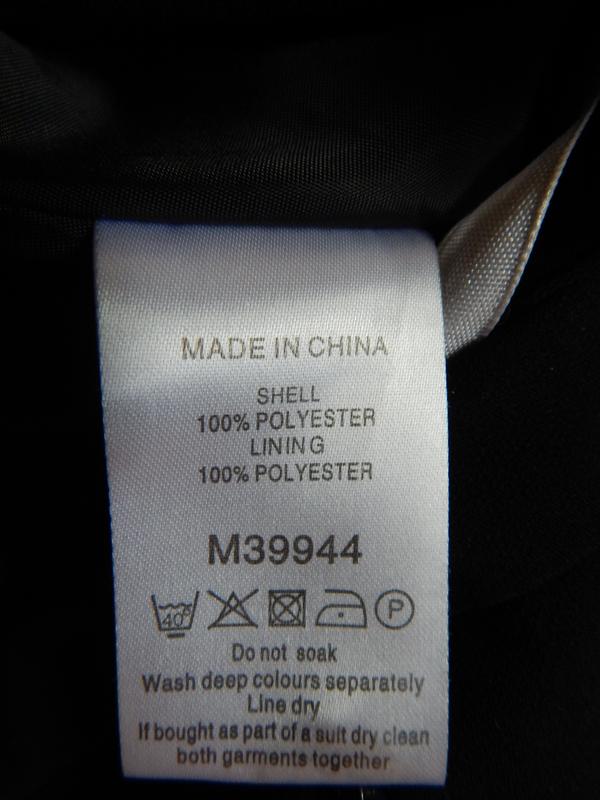 MADE IN CHINA
SHELL
100% POLYESTER
LINING
100% POLYESTER
M39944
40° P
Do not soak
Wash deep colours separately
Line dry
If bought as part of a suit dry clean
both garments together